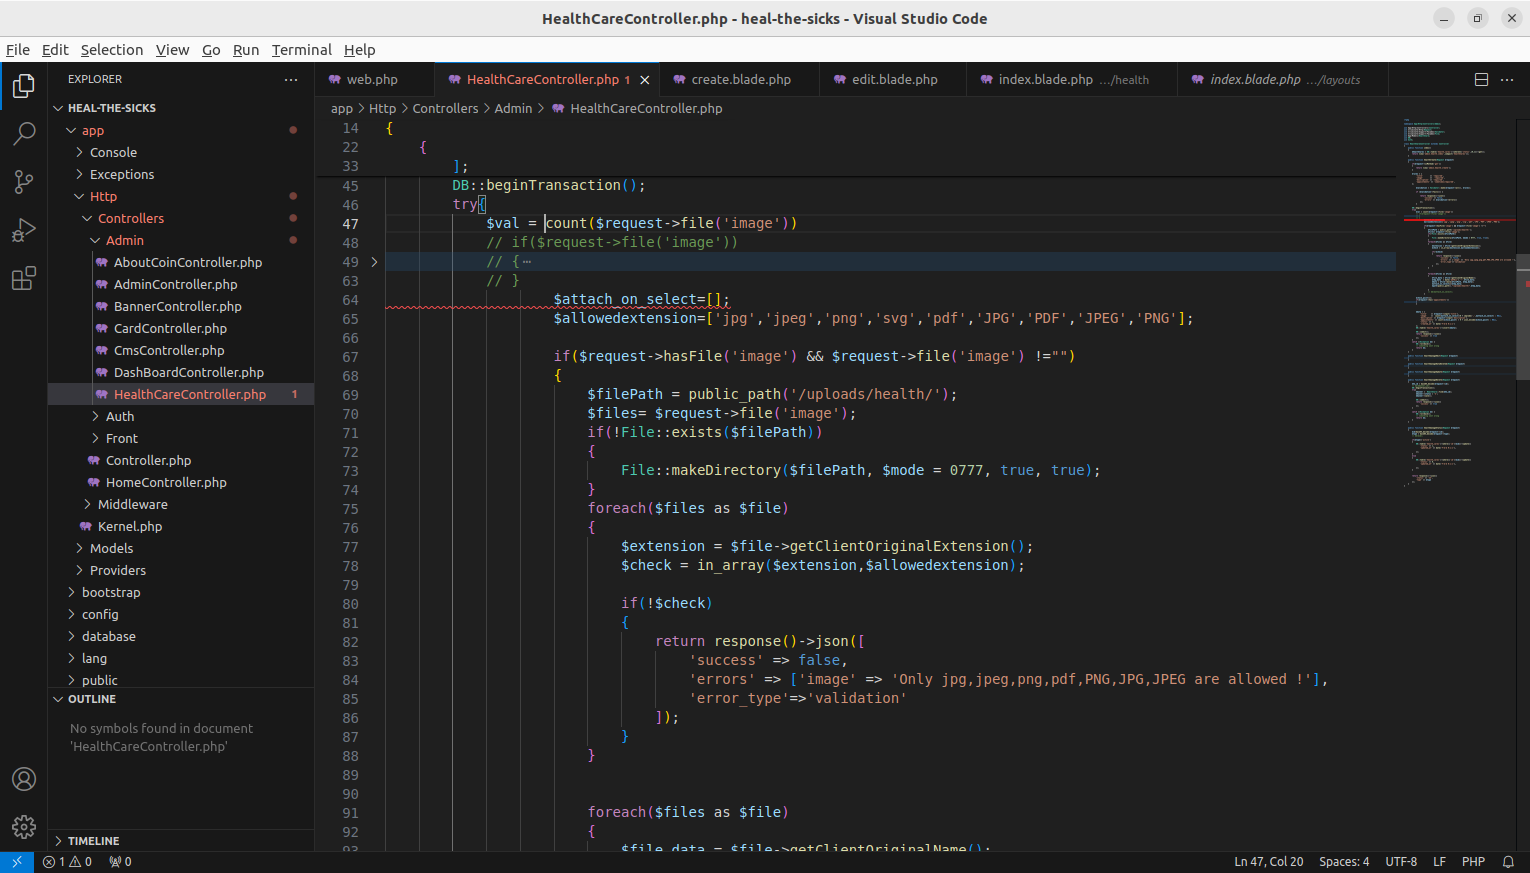 HealthCareController.php - heal-the-sicks - Visual Studio Code
File Edit Selection View Go Run Terminal Help
EXPLORER
HEAL-THE-SICKS
app
Console
Exceptions
Http
Controllers
Admin
AboutCoinController.php
AdminController.php
BannerController.php
CardController.php
CmsController.php
DashBoardController.php
HealthCareController.php 1
Auth
Front
Controller.php
HomeController.php
Middleware
Kernel.php
Models
Providers
bootstrap
config
database
lang
public
OUTLINE
No symbols found in document
'HealthCareController.php'
TIMELINE
web.php HealthCareController.php 1 create.blade.php edit.blade.php index.blade.php .../health index.blade.php .../layouts
app > Http > Controllers > Admin > HealthCareController.php
14 {
22 {
33 ];
45 DB::beginTransaction();
46 try{
47 $val = count($request->file('image'))
48 // if($request->file('image'))
49 // {⋯
63 // }
64 $attach_on_select=[];
65 $allowedextension=['jpg','jpeg','png','svg','pdf','JPG','PDF','JPEG','PNG'];
66
67 if($request->hasFile('image') && $request->file('image') !="")
68 {
69 $filePath = public_path('/uploads/health/');
70 $files= $request->file('image');
71 if(!File::exists($filePath))
72 {
73 File::makeDirectory($filePath, $mode = 0777, true, true);
74 }
75 foreach($files as $file)
76 {
77 $extension = $file->getClientOriginalExtension();
78 $check = in_array($extension,$allowedextension);
79
80 if(!$check)
81 {
82 return response()->json([
83 'success' => false,
84 'errors' => ['image' => 'Only jpg,jpeg,png,pdf,PNG,JPG,JPEG are allowed !'],
85 'error_type'=>'validation'
86 ]);
87 }
88 }
89
90
91 foreach($files as $file)
92 {
93 $file_data = $file->getClientOriginalName();
1 0 0 Ln 47, Col 20 Spaces: 4 UTF-8 LF PHP